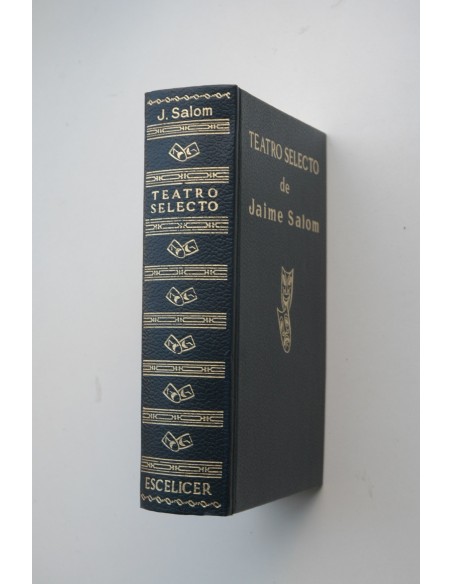 J. Salom
TEATRO
SELECTO
ESCELICER
TEATRO SELECTO
de
Jaime Salom